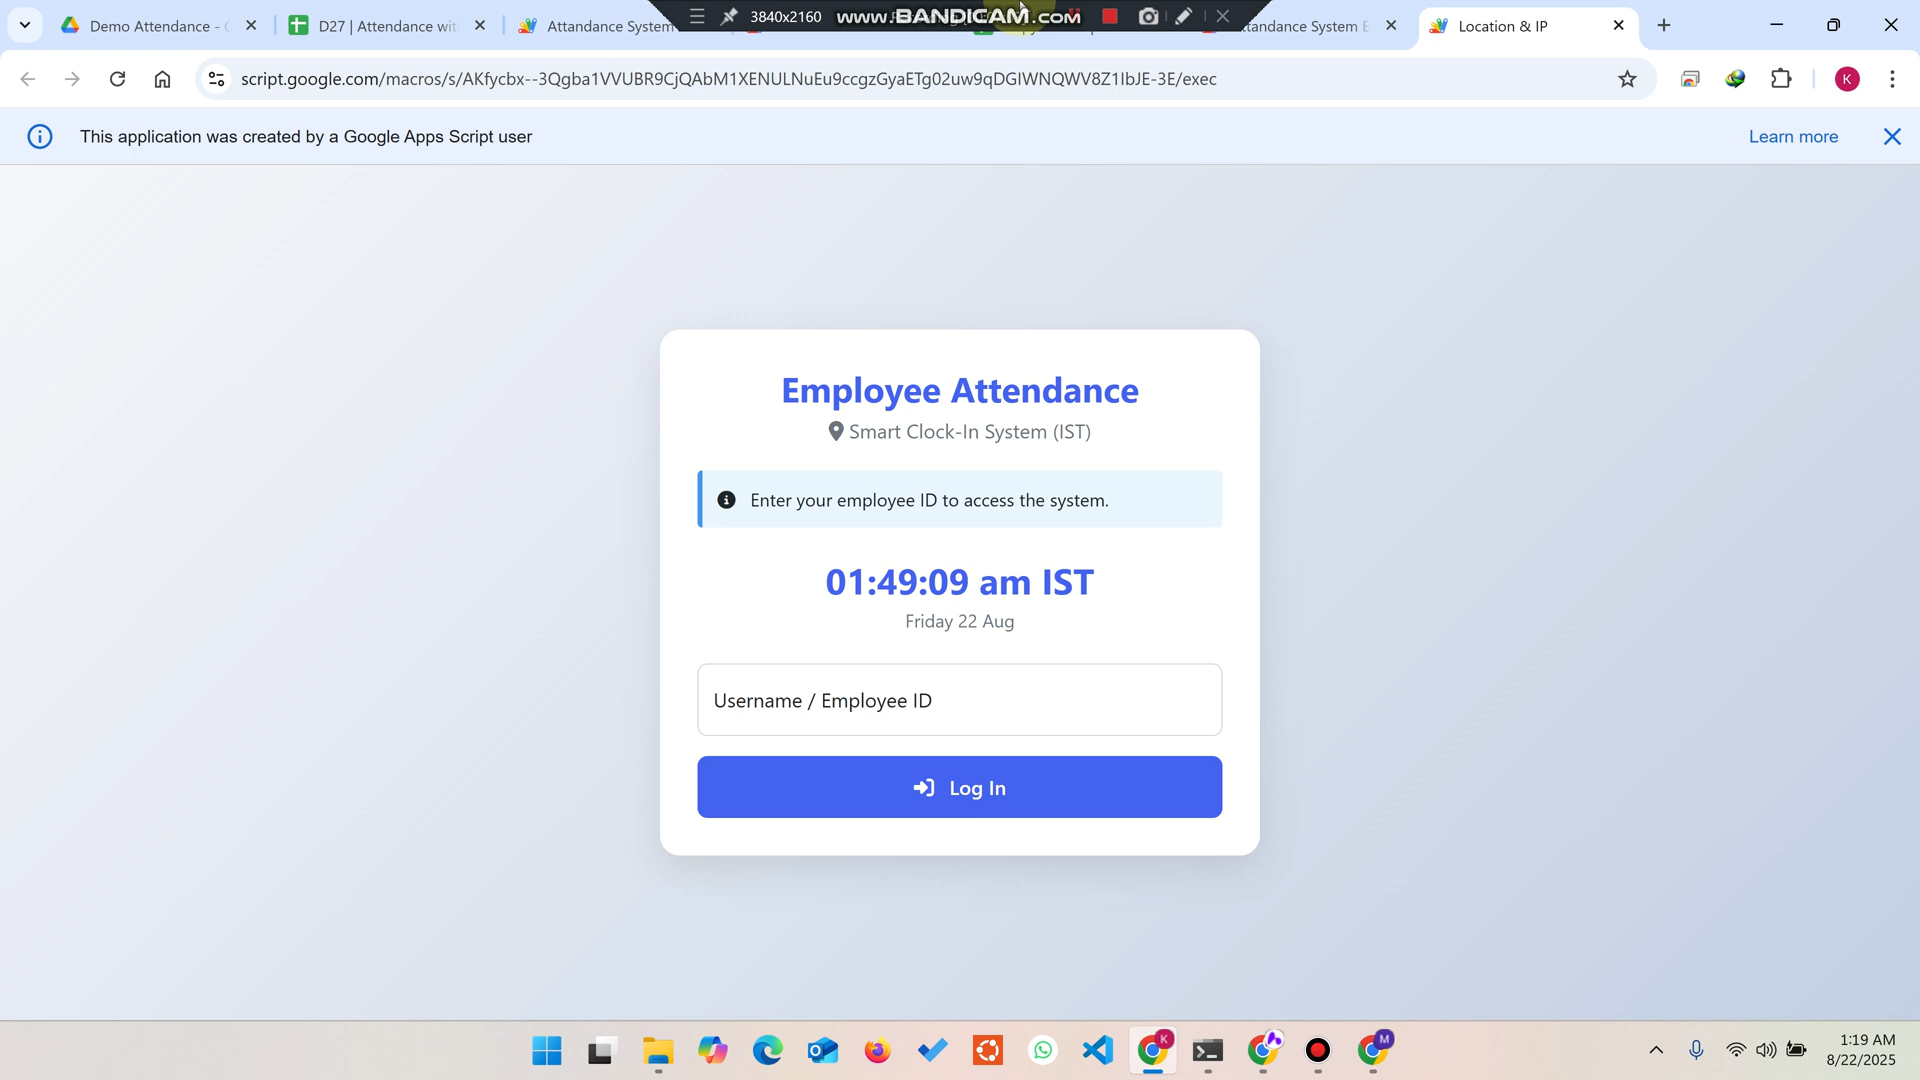 Demo Attendance -
D27 | Attendance wit
Attandance System
3840x2160
www.BANDICAM.com
tandance System E
Location & IP
script.google.com/macros/s/AKfycbx--3Qgba1VVUBR9CjQAbM1XENULNuEu9ccgzGyaETg02uw9qDGIWNQWV8Z1IbJE-3E/exec
K
This application was created by a Google Apps Script user
Learn more
Employee Attendance
Smart Clock-In System (IST)
Enter your employee ID to access the system.
01:49:09 am IST
Friday 22 Aug
Username / Employee ID
Log In
K
M
1:19 AM
8/22/2025